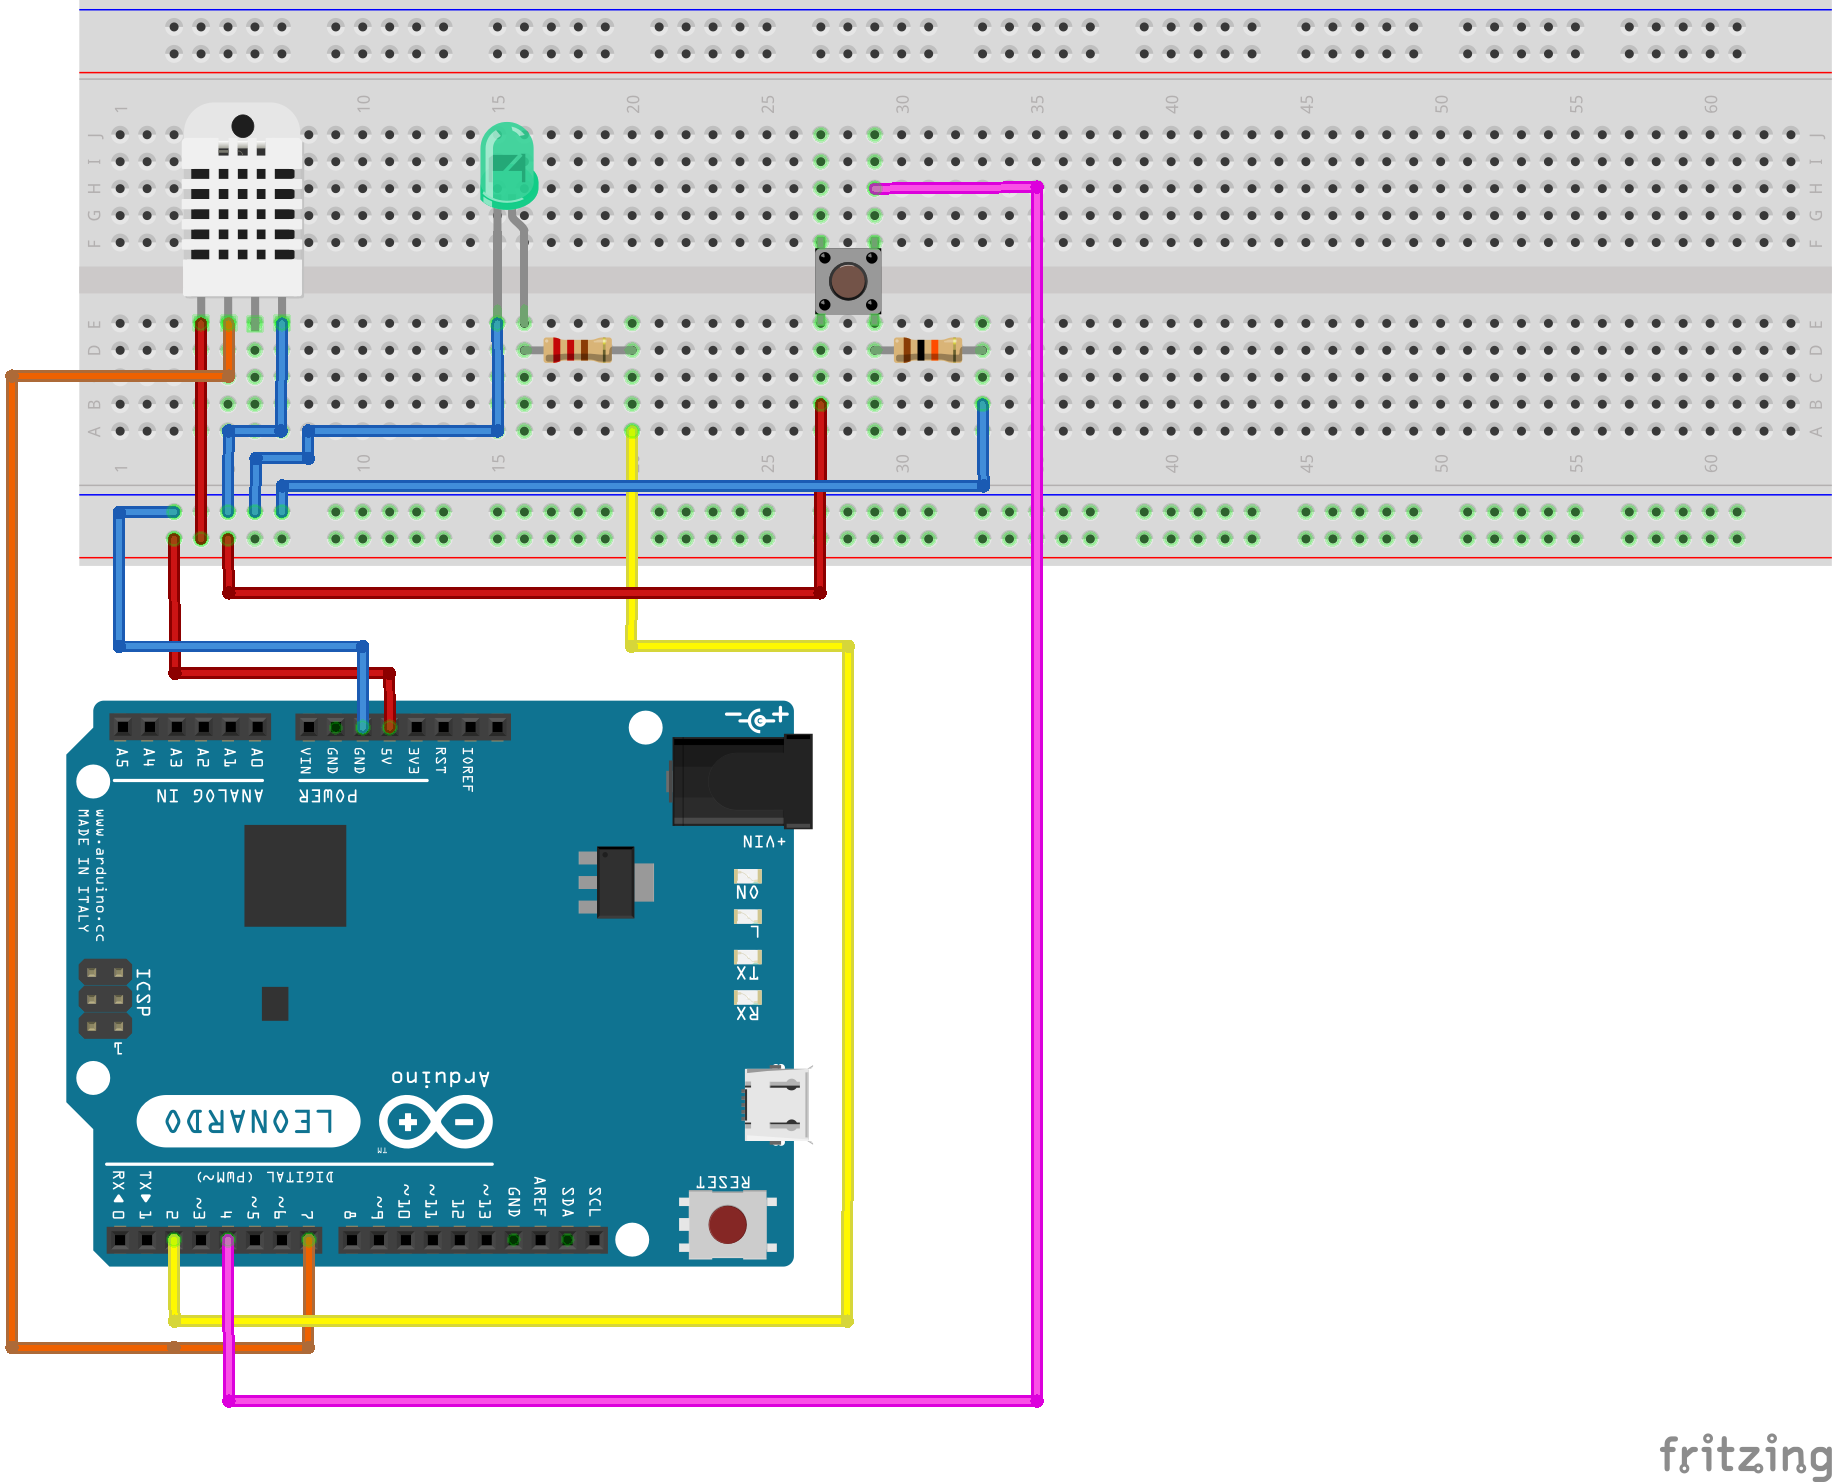 1 10 15 20 25 30 35 40 45 50 55 60
J J
I I
H H
G G
F F
E E
D D
C C
B B
A A
1 10 15 25 30 35 40 45 50 55 60
A5 A4 A3 A2 A1 A0 VIN GND GND 5V 3V3 RST IOREF
ANALOG IN POWER
- +
www.arduino.cc
MADE IN ITALY
+VIN
ON
L
TX
RX
ICSP
1
Arduino
LEONARDO
TM
DIGITAL (PWM~)
RESET
RX 0 TX 1 2 ~3 4 ~5 ~6 7 8 ~9 ~10 ~11 12 ~13 GND AREF SDA SCL
fritzing